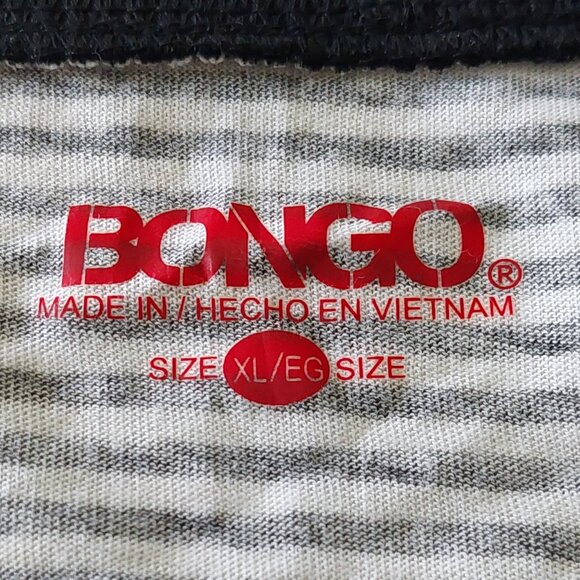 BONGO®
MADE IN / HECHO EN VIETNAM
SIZE XL/EG SIZE